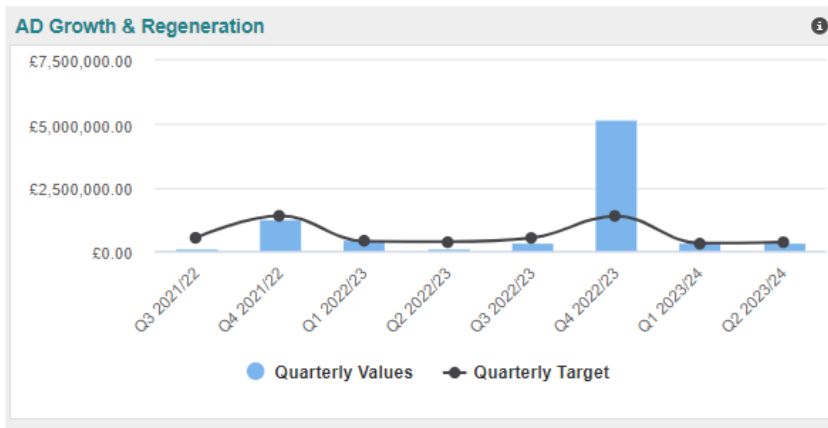 AD Growth & Regeneration
£7,500,000.00
£5,000,000.00
£2,500,000.00
£0.00
Q3 2021/22
Q4 2021/22
Q1 2022/23
Q2 2022/23
Q3 2022/23
Q4 2022/23
Q1 2023/24
Q2 2023/24
Quarterly Values
Quarterly Target